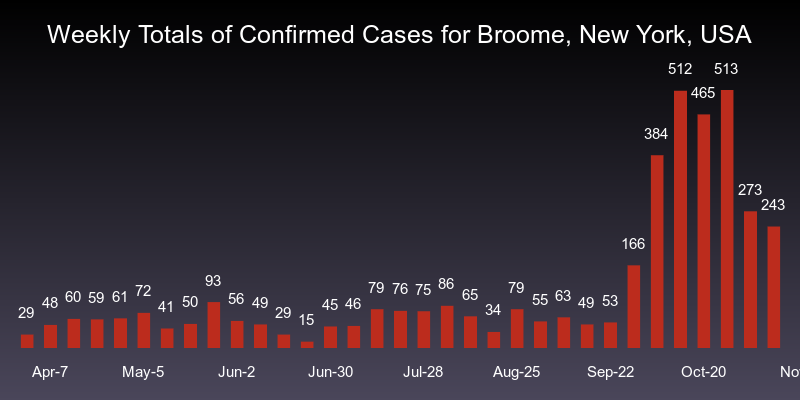 Weekly Totals of Confirmed Cases for Broome, New York, USA
29 48 60 59 61 72 41 50 93 56 49 29 15 45 46 79 76 75 86 65 34 79 55 63 49 53 166 384 512 465 513 273 243
Apr-7 May-5 Jun-2 Jun-30 Jul-28 Aug-25 Sep-22 Oct-20